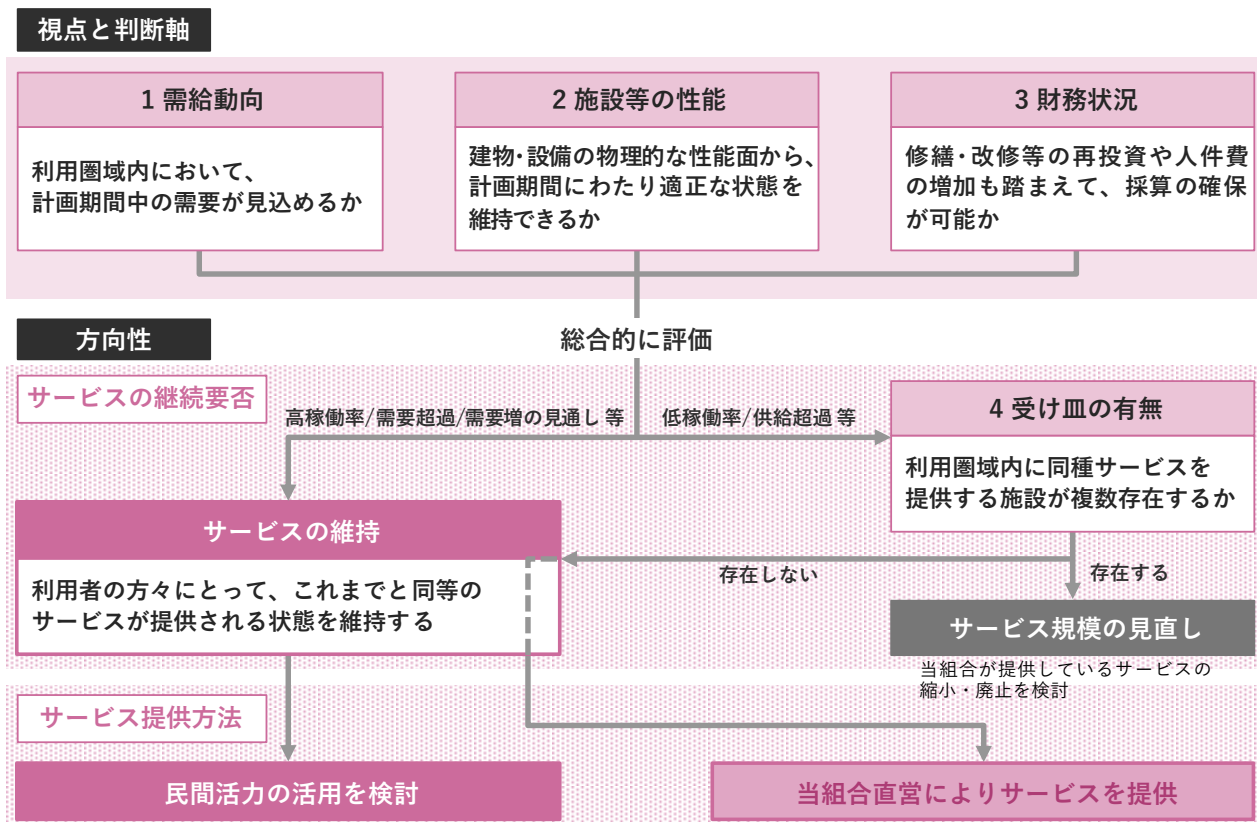 視点と判断軸
1 需給動向
利用圏域内において、
計画期間中の需要が見込めるか
2 施設等の性能
建物・設備の物理的な性能面から、
計画期間にわたり適正な状態を
維持できるか
3 財務状況
修繕・改修等の再投資や人件費
の増加も踏まえて、採算の確保
が可能か
方向性
総合的に評価
サービスの継続要否
高稼働率/需要超過/需要増の見通し 等
低稼働率/供給超過 等
4 受け皿の有無
利用圏域内に同種サービスを
提供する施設が複数存在するか
サービスの維持
利用者の方々にとって、これまでと同等の
サービスが提供される状態を維持する
存在しない
存在する
サービス規模の見直し
当組合が提供しているサービスの
縮小・廃止を検討
サービス提供方法
民間活力の活用を検討
当組合直営によりサービスを提供